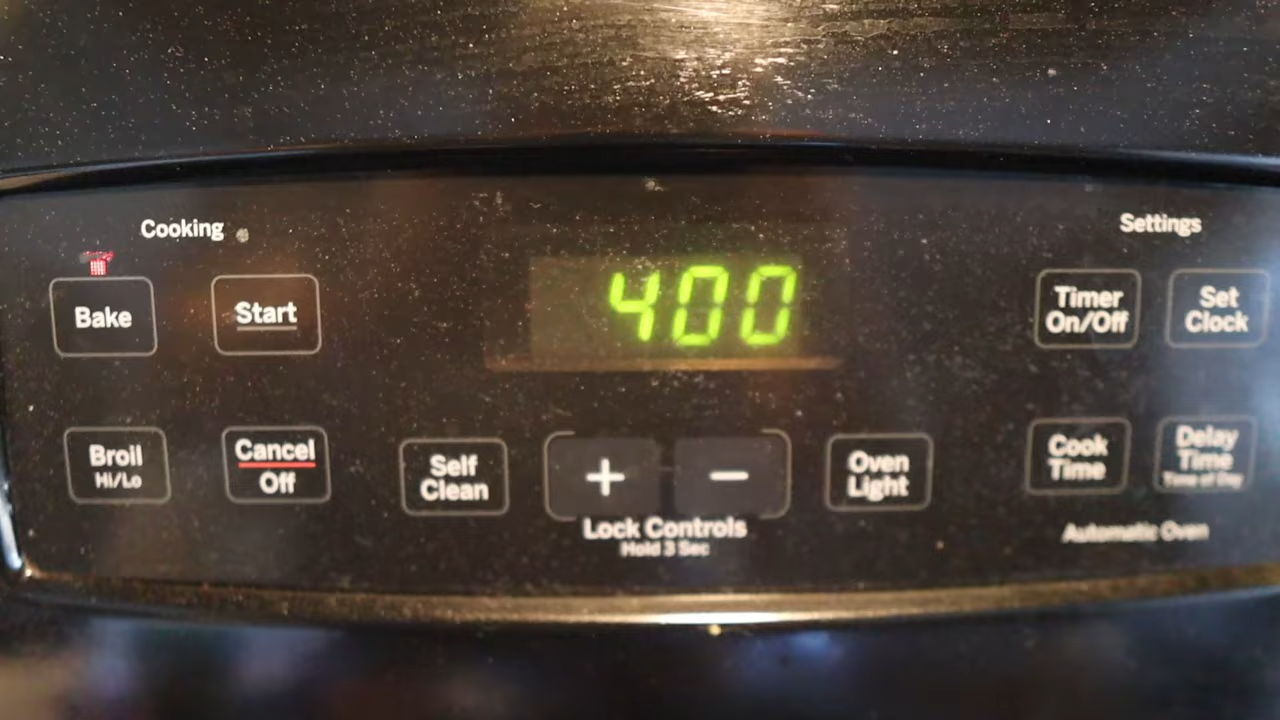 Cooking
Settings
400
Bake
Start
Timer
On/Off
Set
Clock
Broil
Hi/Lo
Cancel
Off
Self
Clean
+
−
Oven
Light
Cook
Time
Delay
Time
Time of Day
Lock Controls
Hold 3 Sec
Automatic Oven